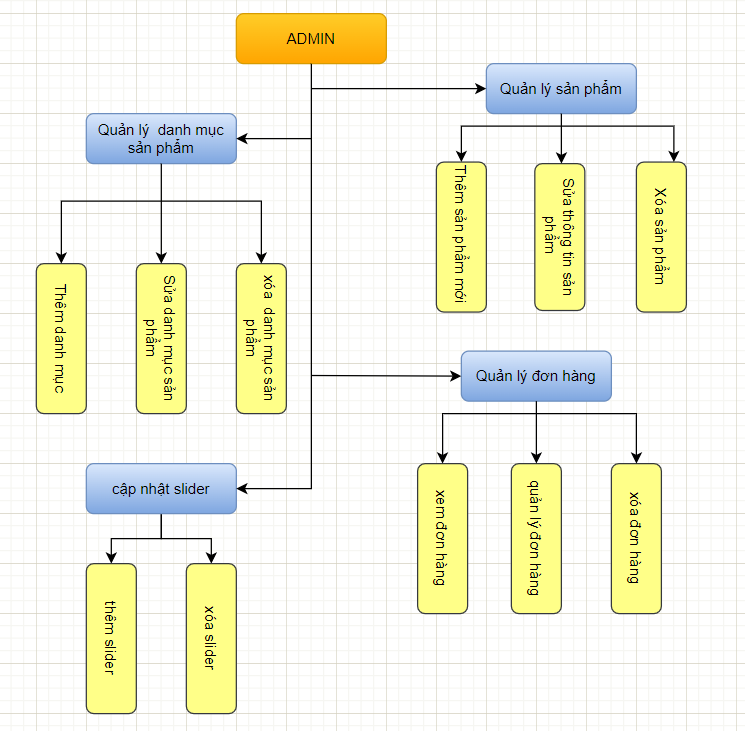 ADMIN
Quản lý sản phẩm
Quản lý danh mục
sản phẩm
Thêm sản phẩm mới
Sửa thông tin sản
phẩm
Xóa sản phẩm
Thêm danh mục
Sửa danh mục sản
phẩm
xóa danh mục sản
phẩm
Quản lý đơn hàng
cập nhật slider
xem đơn hàng
quản lý đơn hàng
xóa đơn hàng
thêm slider
xóa slider